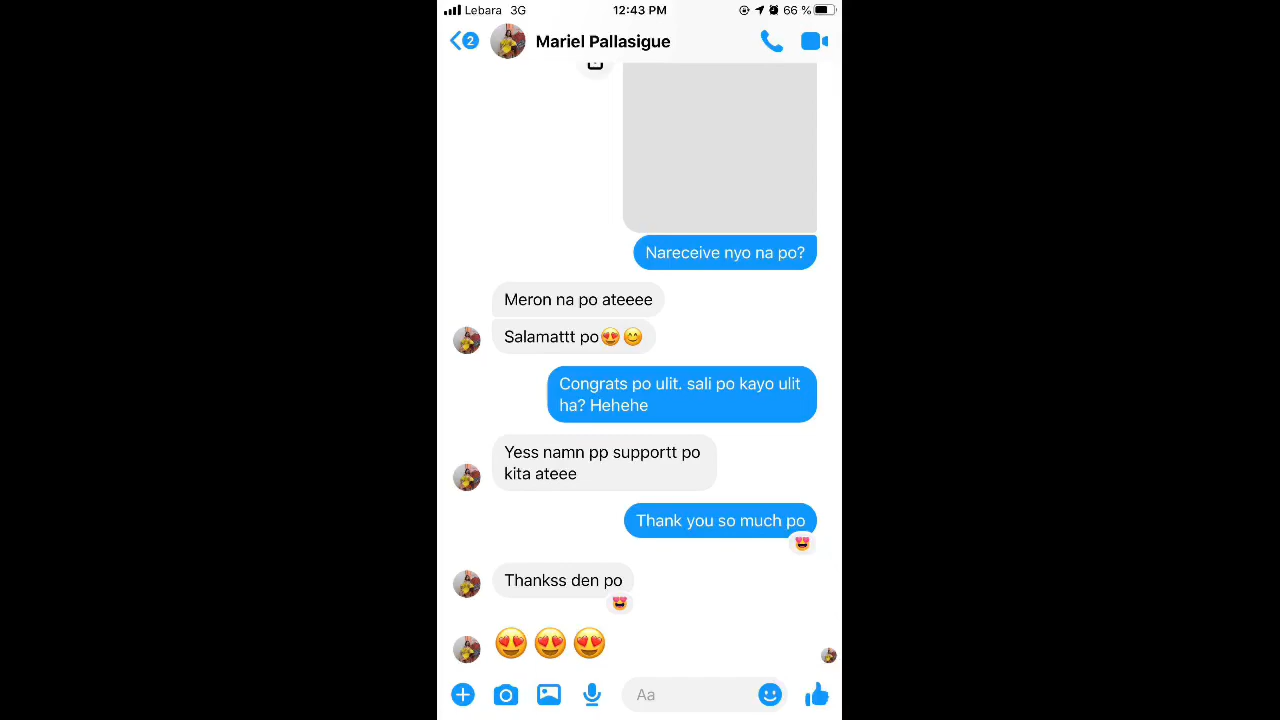 Lebara 3G 12:43 PM 66 %
2 Mariel Pallasigue
Nareceive nyo na po?
Meron na po ateeee
Salamattt po😍😊
Congrats po ulit. sali po kayo ulit
ha? Hehehe
Yess namn pp supportt po
kita ateee
Thank you so much po
Thankss den po
Aa